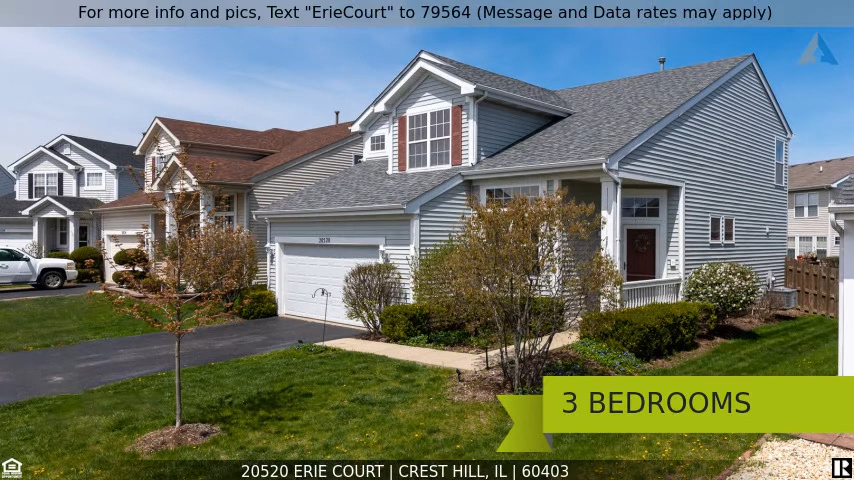 For more info and pics, Text "ErieCourt" to 79564 (Message and Data rates may apply)
20520
3 BEDROOMS
20520 ERIE COURT | CREST HILL, IL | 60403